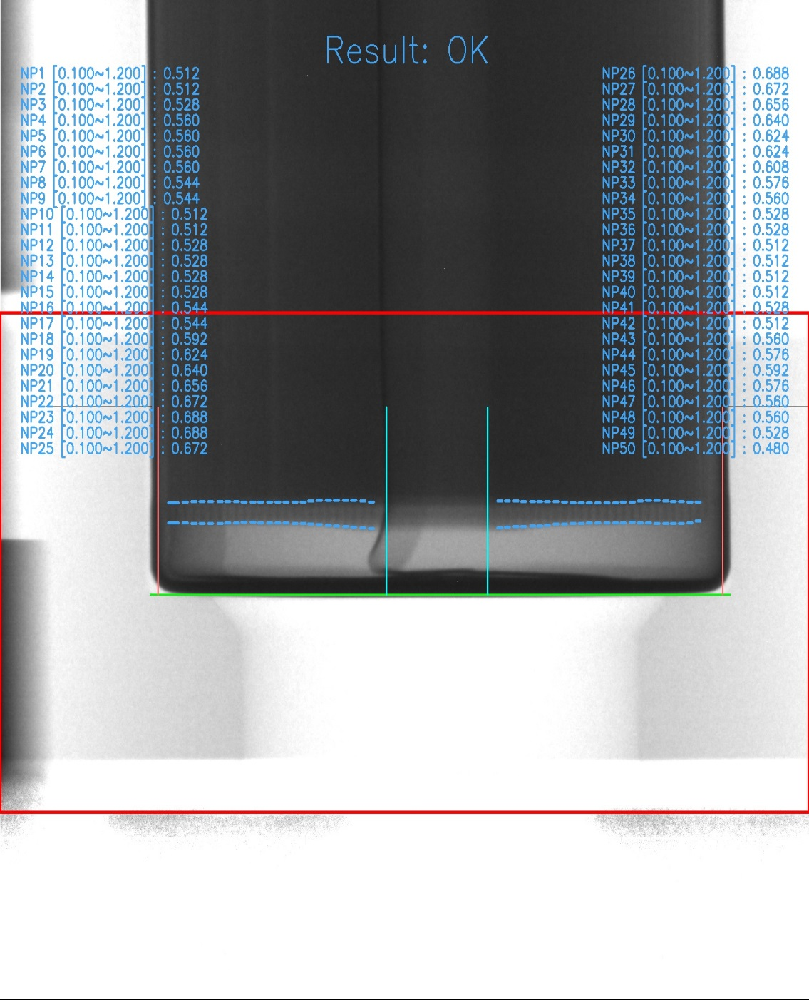 Result: OK
NP1 [0.100~1.200] : 0.512
NP2 [0.100~1.200] : 0.512
NP3 [0.100~1.200] : 0.528
NP4 [0.100~1.200] : 0.560
NP5 [0.100~1.200] : 0.560
NP6 [0.100~1.200] : 0.560
NP7 [0.100~1.200] : 0.560
NP8 [0.100~1.200] : 0.544
NP9 [0.100~1.200] : 0.544
NP10 [0.100~1.200] : 0.512
NP11 [0.100~1.200] : 0.512
NP12 [0.100~1.200] : 0.528
NP13 [0.100~1.200] : 0.528
NP14 [0.100~1.200] : 0.528
NP15 [0.100~1.200] : 0.528
NP16 [0.100~1.200] : 0.544
NP17 [0.100~1.200] : 0.544
NP18 [0.100~1.200] : 0.592
NP19 [0.100~1.200] : 0.624
NP20 [0.100~1.200] : 0.640
NP21 [0.100~1.200] : 0.656
NP22 [0.100~1.200] : 0.672
NP23 [0.100~1.200] : 0.688
NP24 [0.100~1.200] : 0.688
NP25 [0.100~1.200] : 0.672
NP26 [0.100~1.200] : 0.688
NP27 [0.100~1.200] : 0.672
NP28 [0.100~1.200] : 0.656
NP29 [0.100~1.200] : 0.640
NP30 [0.100~1.200] : 0.624
NP31 [0.100~1.200] : 0.624
NP32 [0.100~1.200] : 0.608
NP33 [0.100~1.200] : 0.576
NP34 [0.100~1.200] : 0.560
NP35 [0.100~1.200] : 0.528
NP36 [0.100~1.200] : 0.528
NP37 [0.100~1.200] : 0.512
NP38 [0.100~1.200] : 0.512
NP39 [0.100~1.200] : 0.512
NP40 [0.100~1.200] : 0.512
NP41 [0.100~1.200] : 0.528
NP42 [0.100~1.200] : 0.512
NP43 [0.100~1.200] : 0.560
NP44 [0.100~1.200] : 0.576
NP45 [0.100~1.200] : 0.592
NP46 [0.100~1.200] : 0.576
NP47 [0.100~1.200] : 0.560
NP48 [0.100~1.200] : 0.560
NP49 [0.100~1.200] : 0.528
NP50 [0.100~1.200] : 0.480